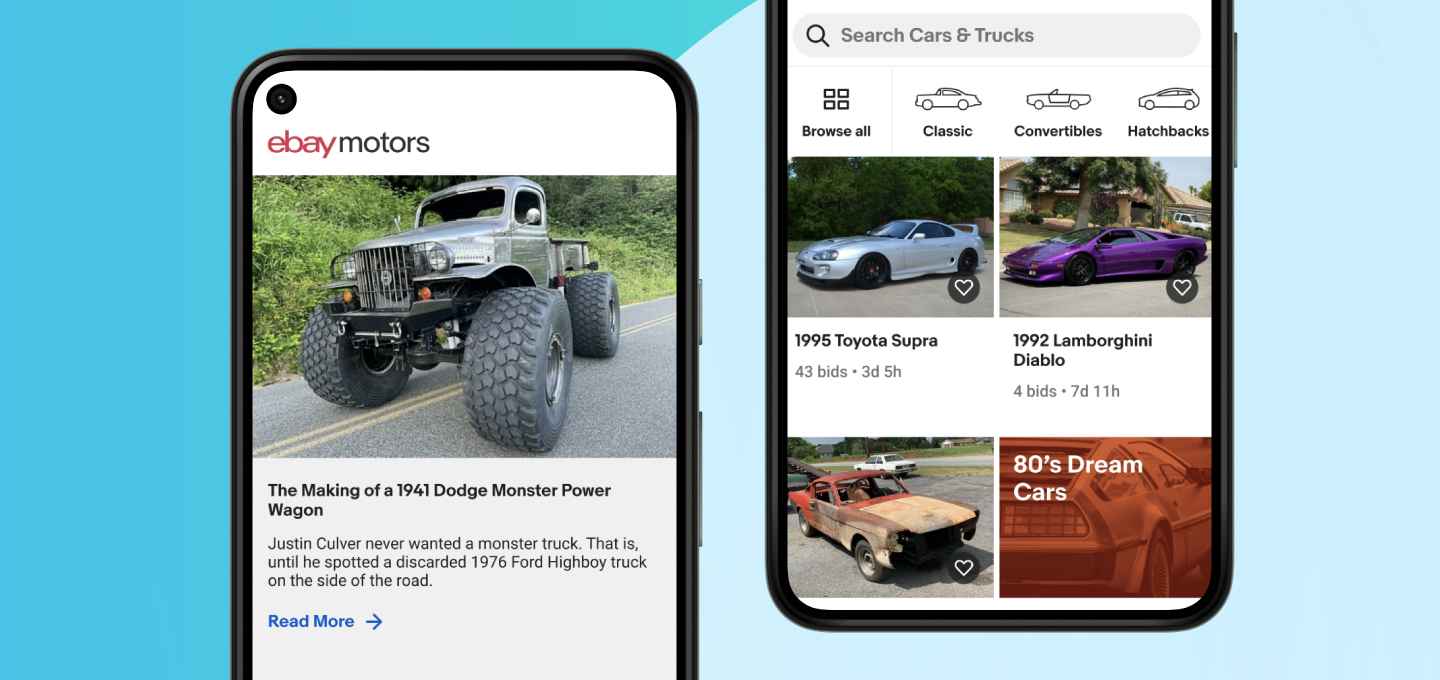 ebay motors
The Making of a 1941 Dodge Monster Power
Wagon
Justin Culver never wanted a monster truck. That is,
until he spotted a discarded 1976 Ford Highboy truck
on the side of the road.
Read More
Search Cars & Trucks
Browse all
Classic
Convertibles
Hatchbacks
1995 Toyota Supra
43 bids • 3d 5h
1992 Lamborghini
Diablo
4 bids • 7d 11h
80’s Dream
Cars